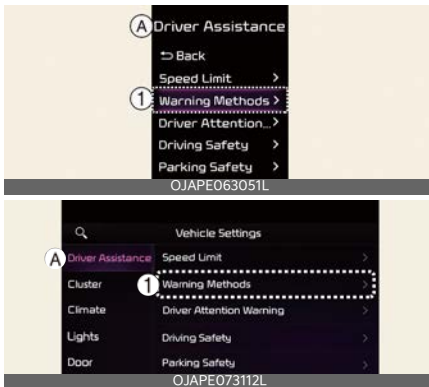 A Driver Assistance
Back
Speed Limit >
1 Warning Methods >
Driver Attention... >
Driving Safety >
Parking Safety >
OJAPE063051L
Vehicle Settings
A Driver Assistance Speed Limit >
Cluster 1 Warning Methods >
Climate Driver Attention Warning >
Lights Driving Safety >
Door Parking Safety >
OJAPE073112L